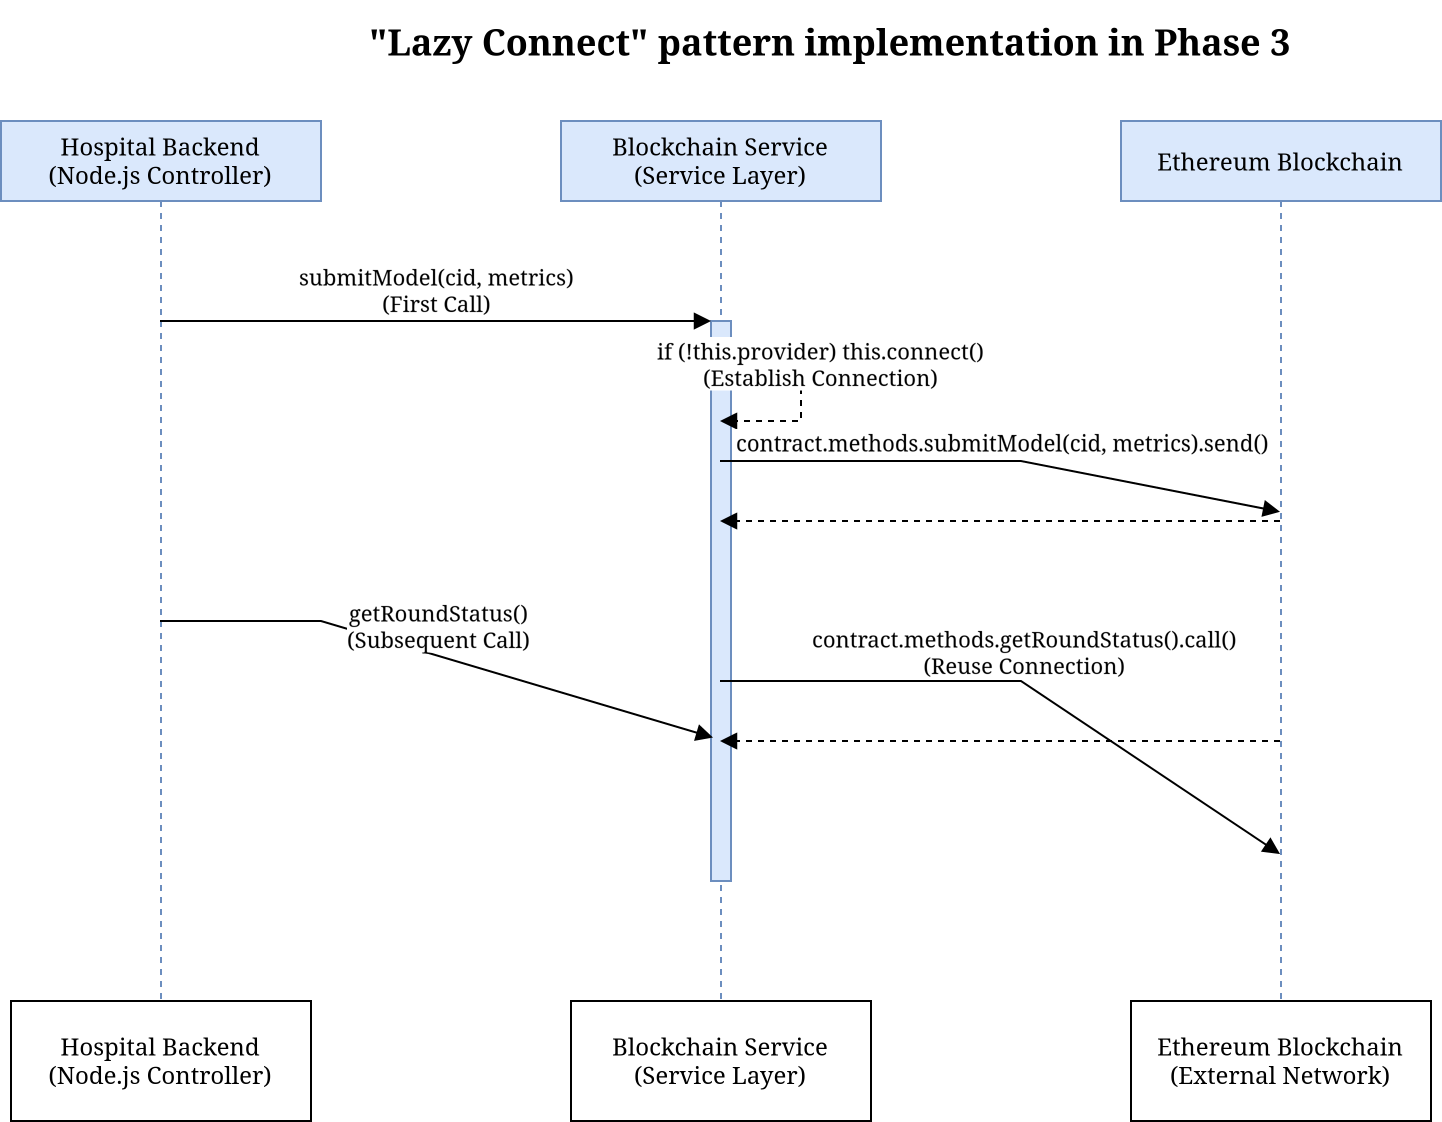 "Lazy Connect" pattern implementation in Phase 3
Hospital Backend
(Node.js Controller)
Blockchain Service
(Service Layer)
Ethereum Blockchain
submitModel(cid, metrics)
(First Call)
if (!this.provider) this.connect()
(Establish Connection)
contract.methods.submitModel(cid, metrics).send()
getRoundStatus()
(Subsequent Call)
contract.methods.getRoundStatus().call()
(Reuse Connection)
Hospital Backend
(Node.js Controller)
Blockchain Service
(Service Layer)
Ethereum Blockchain
(External Network)